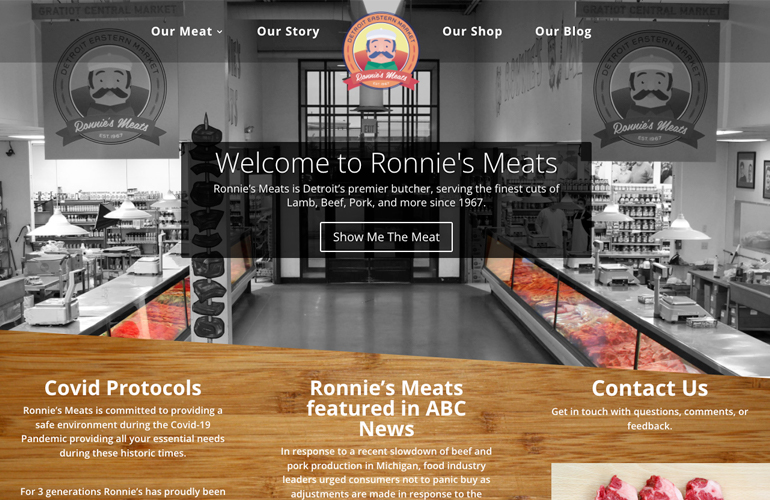 GRATIOT CENTRAL MARKET
GRATIOT CENTRAL MARKET
Our Meat
Our Story
Our Shop
Our Blog
DETROIT EASTERN MARKET
Ronnie's Meats
EST. 1967
DETROIT EASTERN MARKET
Ronnie's Meats
EST. 1967
DETROIT EASTERN MARKET
Ronnie's Meats
EST. 1967
Welcome to Ronnie's Meats
Ronnie's Meats is Detroit's premier butcher, serving the finest cuts of
Lamb, Beef, Pork, and more since 1967.
Show Me The Meat
Covid Protocols
Ronnie's Meats is committed to providing a
safe environment during the Covid-19
Pandemic providing all your essential needs
during these historic times.
For 3 generations Ronnie's has proudly been
Ronnie's Meats
featured in ABC
News
In response to a recent slowdown of beef and
pork production in Michigan, food industry
leaders urged consumers not to panic buy as
adjustments are made in response to the
Contact Us
Get in touch with questions, comments, or
feedback.